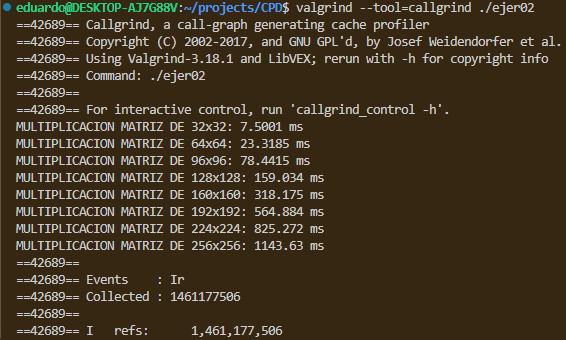 eduardo@DESKTOP-AJ7G88V:~/projects/CPD$ valgrind --tool=callgrind ./ejer02
==42689== Callgrind, a call-graph generating cache profiler
==42689== Copyright (C) 2002-2017, and GNU GPL'd, by Josef Weidendorfer et al.
==42689== Using Valgrind-3.18.1 and LibVEX; rerun with -h for copyright info
==42689== Command: ./ejer02
==42689==
==42689== For interactive control, run 'callgrind_control -h'.
MULTIPLICACION MATRIZ DE 32x32: 7.5001 ms
MULTIPLICACION MATRIZ DE 64x64: 23.3185 ms
MULTIPLICACION MATRIZ DE 96x96: 78.4415 ms
MULTIPLICACION MATRIZ DE 128x128: 159.034 ms
MULTIPLICACION MATRIZ DE 160x160: 318.175 ms
MULTIPLICACION MATRIZ DE 192x192: 564.884 ms
MULTIPLICACION MATRIZ DE 224x224: 825.272 ms
MULTIPLICACION MATRIZ DE 256x256: 1143.63 ms
==42689==
==42689== Events    : Ir
==42689== Collected : 1461177506
==42689==
==42689== I   refs:      1,461,177,506